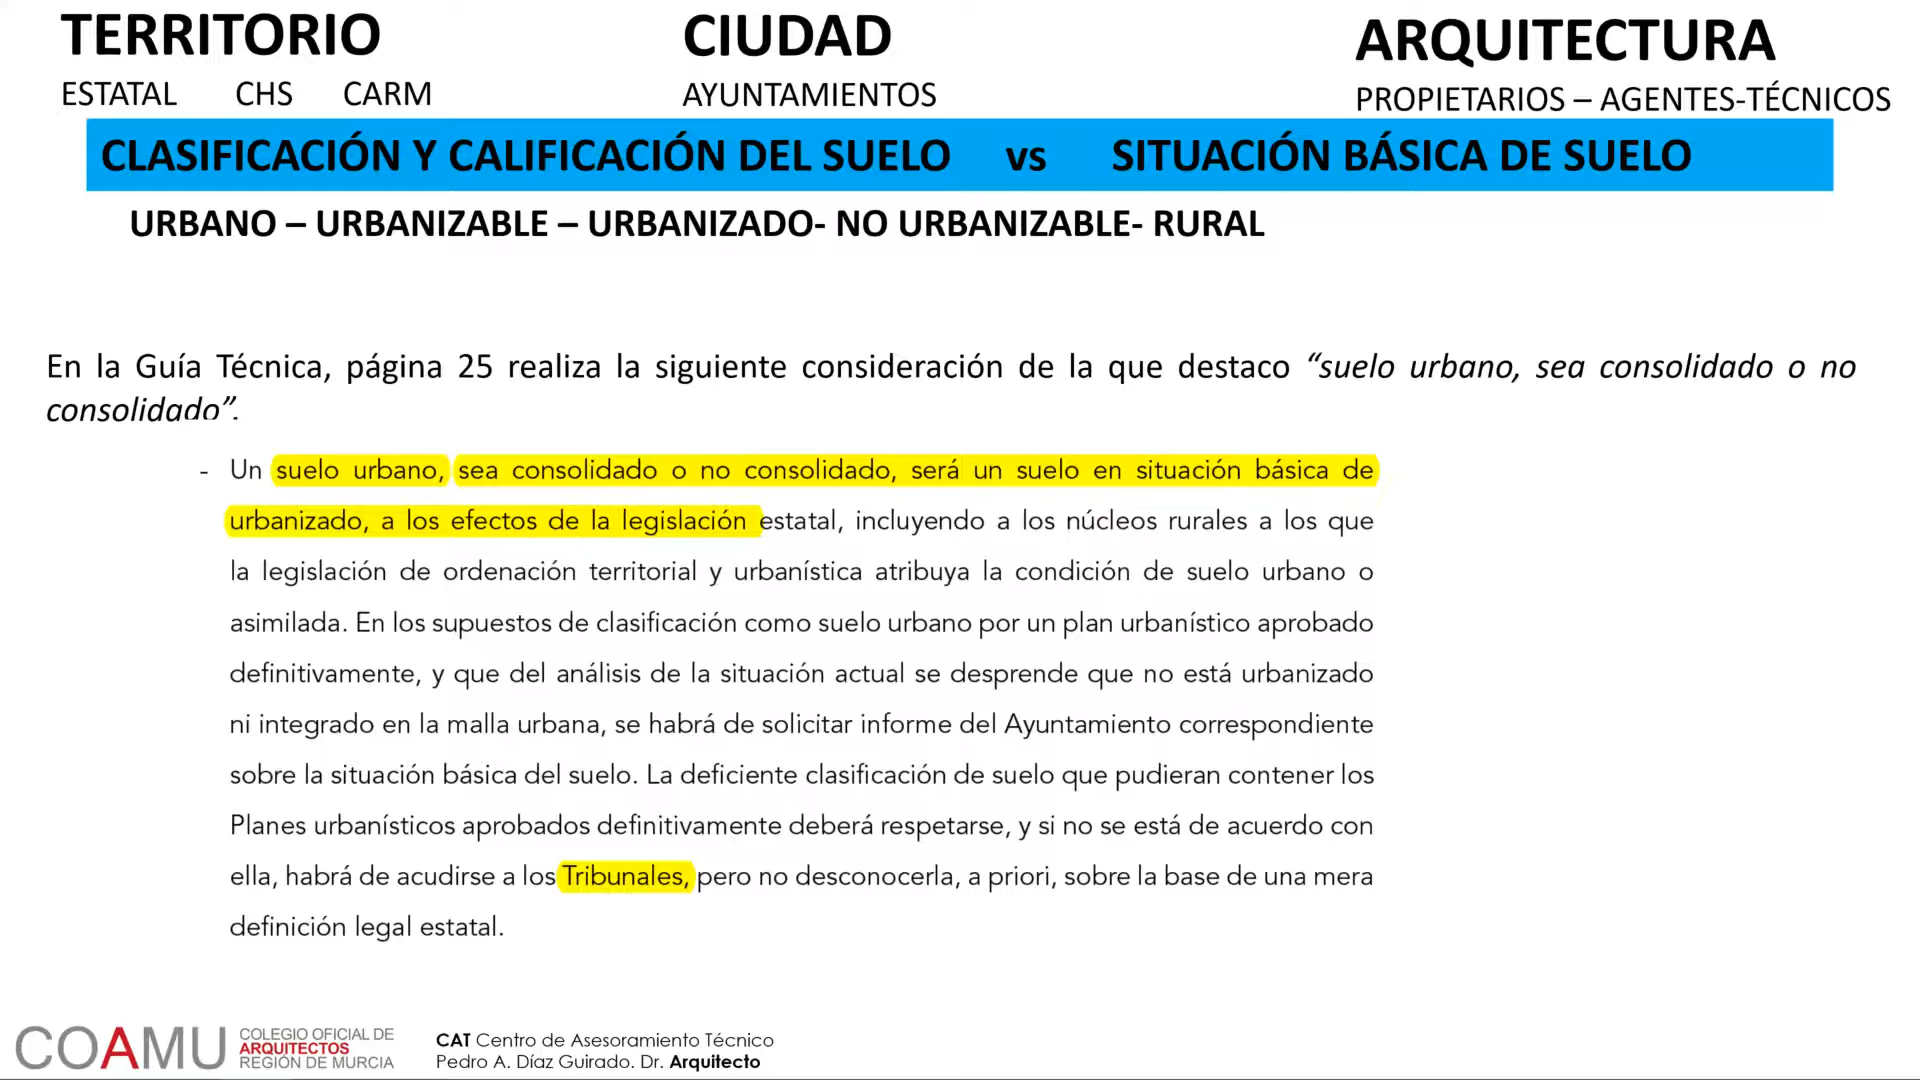 TERRITORIO
ESTATAL CHS CARM
CIUDAD
AYUNTAMIENTOS
ARQUITECTURA
PROPIETARIOS – AGENTES-TÉCNICOS
CLASIFICACIÓN Y CALIFICACIÓN DEL SUELO vs SITUACIÓN BÁSICA DE SUELO
URBANO – URBANIZABLE – URBANIZADO- NO URBANIZABLE- RURAL
En la Guía Técnica, página 25 realiza la siguiente consideración de la que destaco “suelo urbano, sea consolidado o no
consolidado”.
- Un suelo urbano, sea consolidado o no consolidado, será un suelo en situación básica de
urbanizado, a los efectos de la legislación estatal, incluyendo a los núcleos rurales a los que
la legislación de ordenación territorial y urbanística atribuya la condición de suelo urbano o
asimilada. En los supuestos de clasificación como suelo urbano por un plan urbanístico aprobado
definitivamente, y que del análisis de la situación actual se desprende que no está urbanizado
ni integrado en la malla urbana, se habrá de solicitar informe del Ayuntamiento correspondiente
sobre la situación básica del suelo. La deficiente clasificación de suelo que pudieran contener los
Planes urbanísticos aprobados definitivamente deberá respetarse, y si no se está de acuerdo con
ella, habrá de acudirse a los Tribunales, pero no desconocerla, a priori, sobre la base de una mera
definición legal estatal.
COAMU
COLEGIO OFICIAL DE
ARQUITECTOS
REGIÓN DE MURCIA
CAT Centro de Asesoramiento Técnico
Pedro A. Díaz Guirado. Dr. Arquitecto